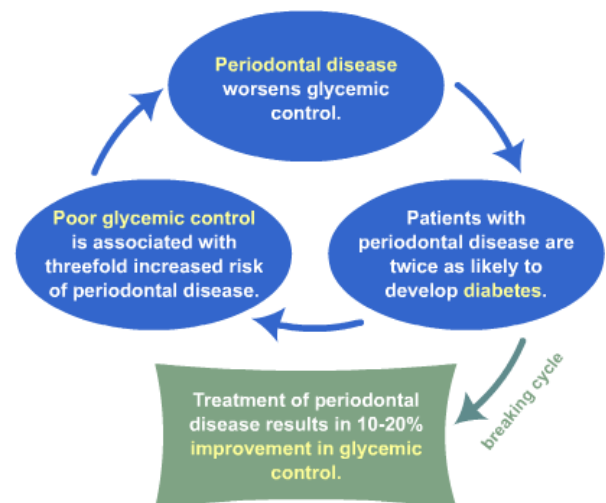 Periodontal disease
worsens glycemic
control.
Patients with
periodontal disease are
twice as likely to
develop diabetes.
Poor glycemic control
is associated with
threefold increased risk
of periodontal disease.
breaking cycle
Treatment of periodontal
disease results in 10-20%
improvement in glycemic
control.